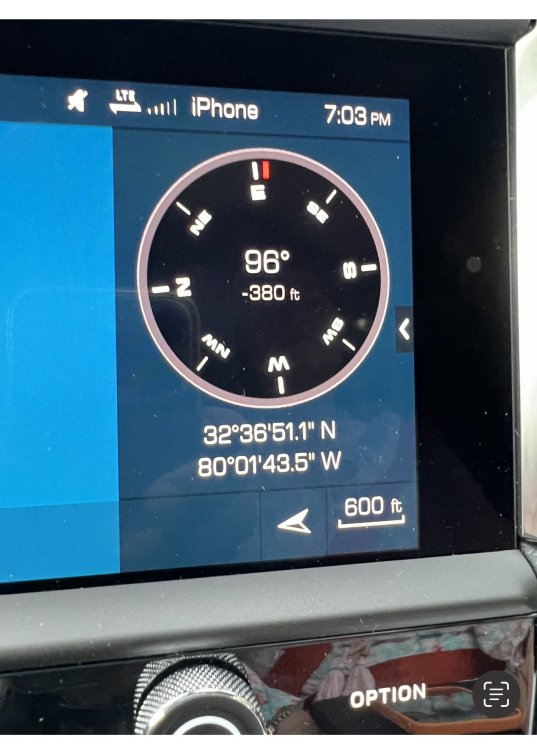 LTE iPhone 7:03 PM
E
NE SE
96°
-380 ft
N S
NW SW
W
32°36'51.1" N
80°01'43.5" W
600 ft
OPTION